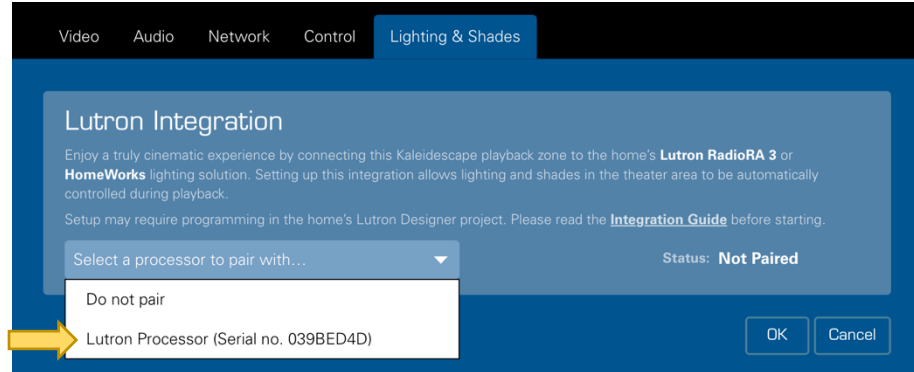 Video Audio Network Control Lighting & Shades
Lutron Integration
Enjoy a truly cinematic experience by connecting this Kaleidescape playback zone to the home's Lutron RadioRA 3 or
HomeWorks lighting solution. Setting up this integration allows lighting and shades in the theater area to be automatically
controlled during playback.
Setup may require programming in the home's Lutron Designer project. Please read the Integration Guide before starting.
Select a processor to pair with... Status: Not Paired
Do not pair
Lutron Processor (Serial no. 039BED4D)
OK Cancel